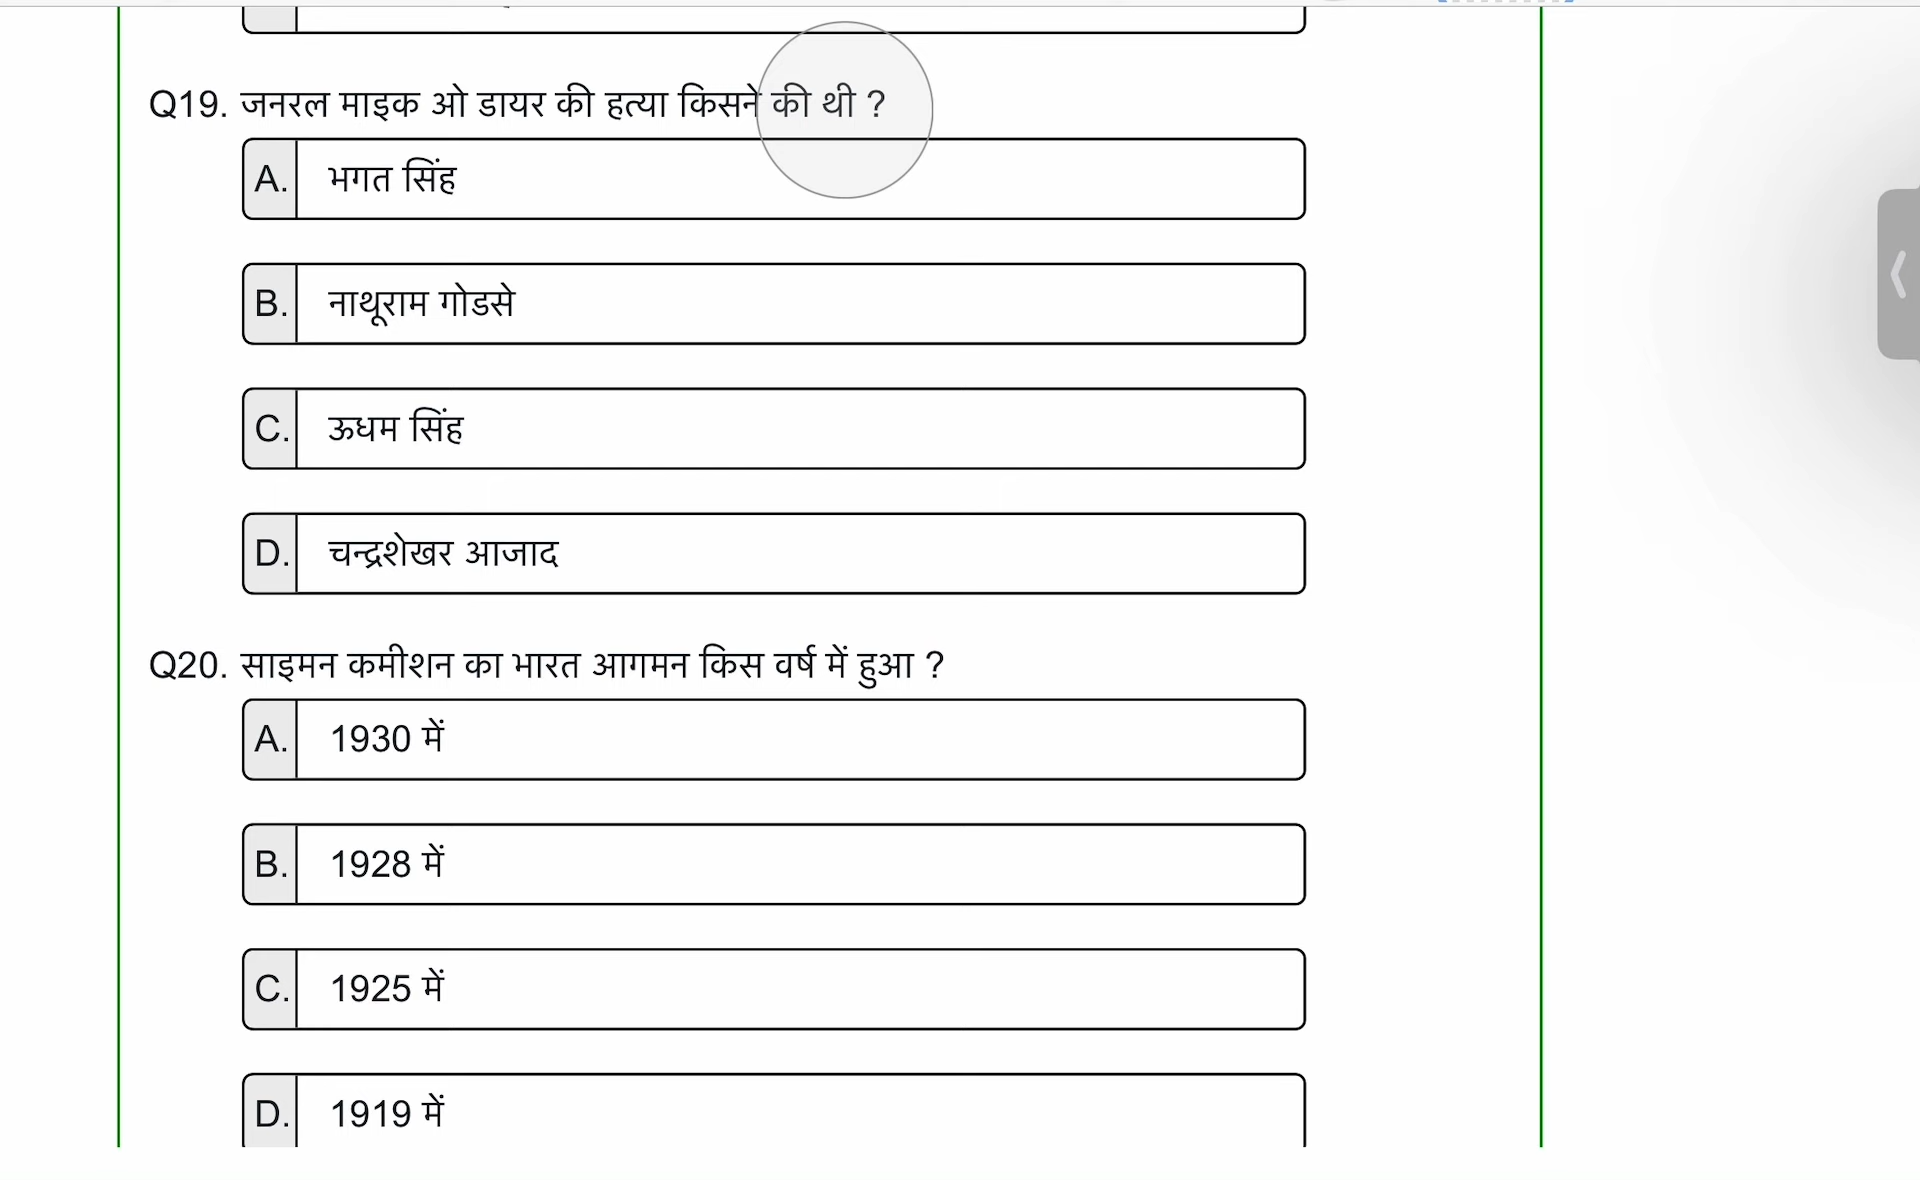 Q19. जनरल माइक ओ डायर की हत्या किसने की थी ?
A. भगत सिंह
B. नाथूराम गोडसे
C. ऊधम सिंह
D. चन्द्रशेखर आजाद
Q20. साइमन कमीशन का भारत आगमन किस वर्ष में हुआ ?
A. 1930 में
B. 1928 में
C. 1925 में
D. 1919 में